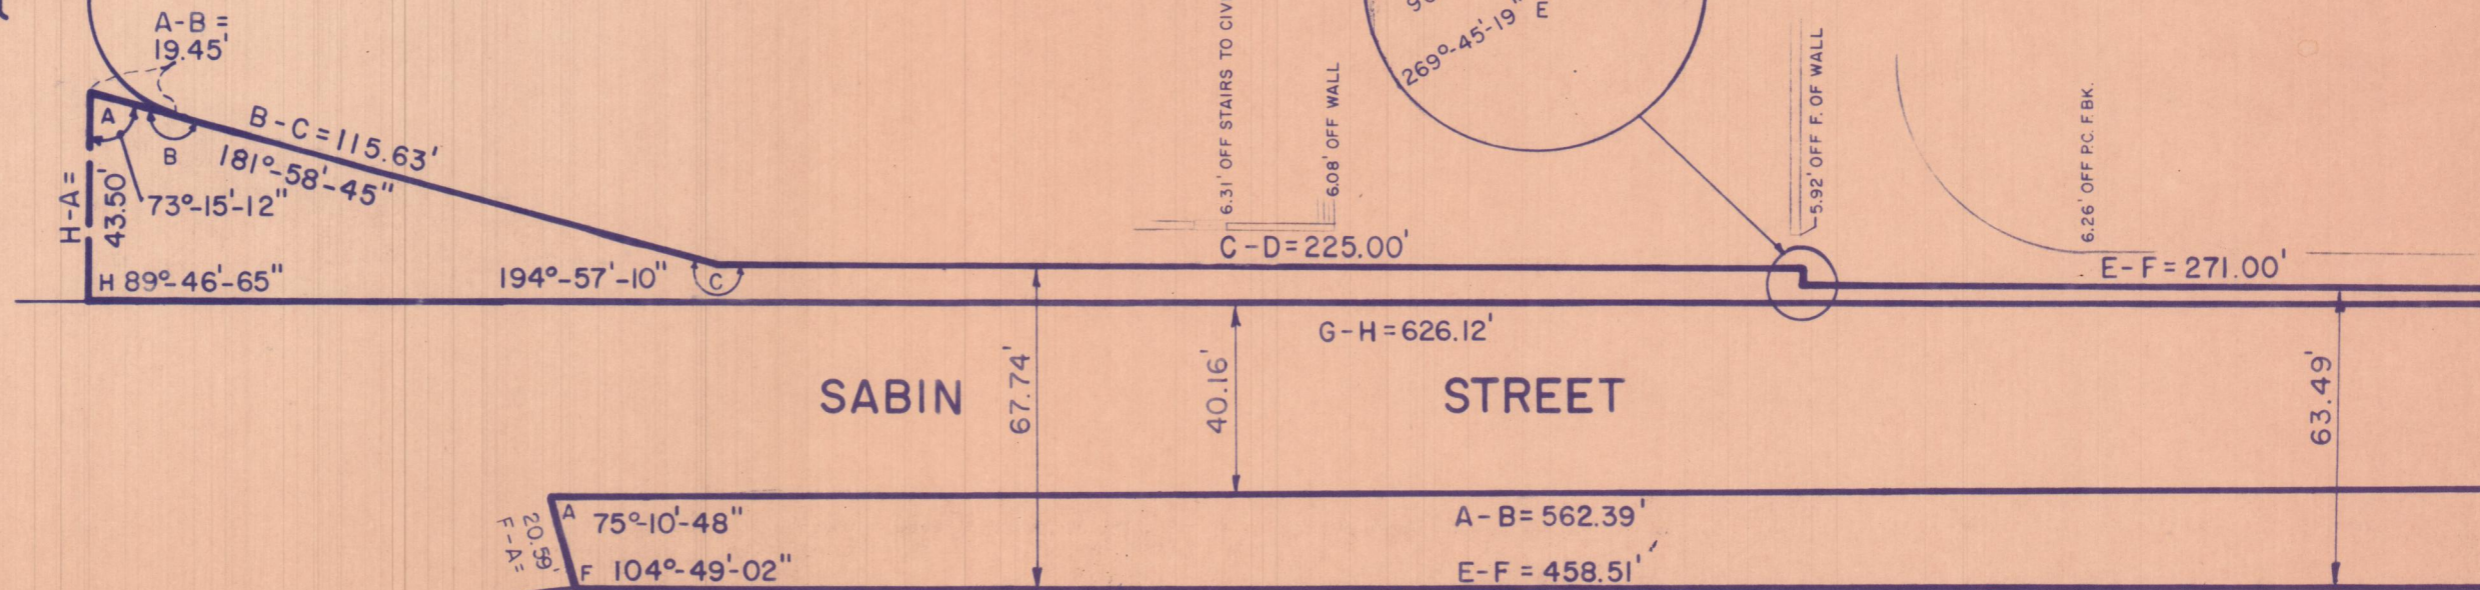 A-B =
19.45'
A
B
B-C=115.63'
181°-58'-45"
73°-15'-12"
H-A=
43.50'
H 89°-46'-65"
194°-57'-10"
C
6.31' OFF STAIRS TO CIV
6.08' OFF WALL
C-D=225.00'
269°-45'-19"
E
5.92' OFF F. OF WALL
6.26' OFF P.C. F. BK.
E-F=271.00'
G-H=626.12'
SABIN STREET
67.74'
40.16'
63.49'
A 75°-10'-48"
F-A=
20.59'
F 104°-49'-02"
A-B=562.39'
E-F=458.51'